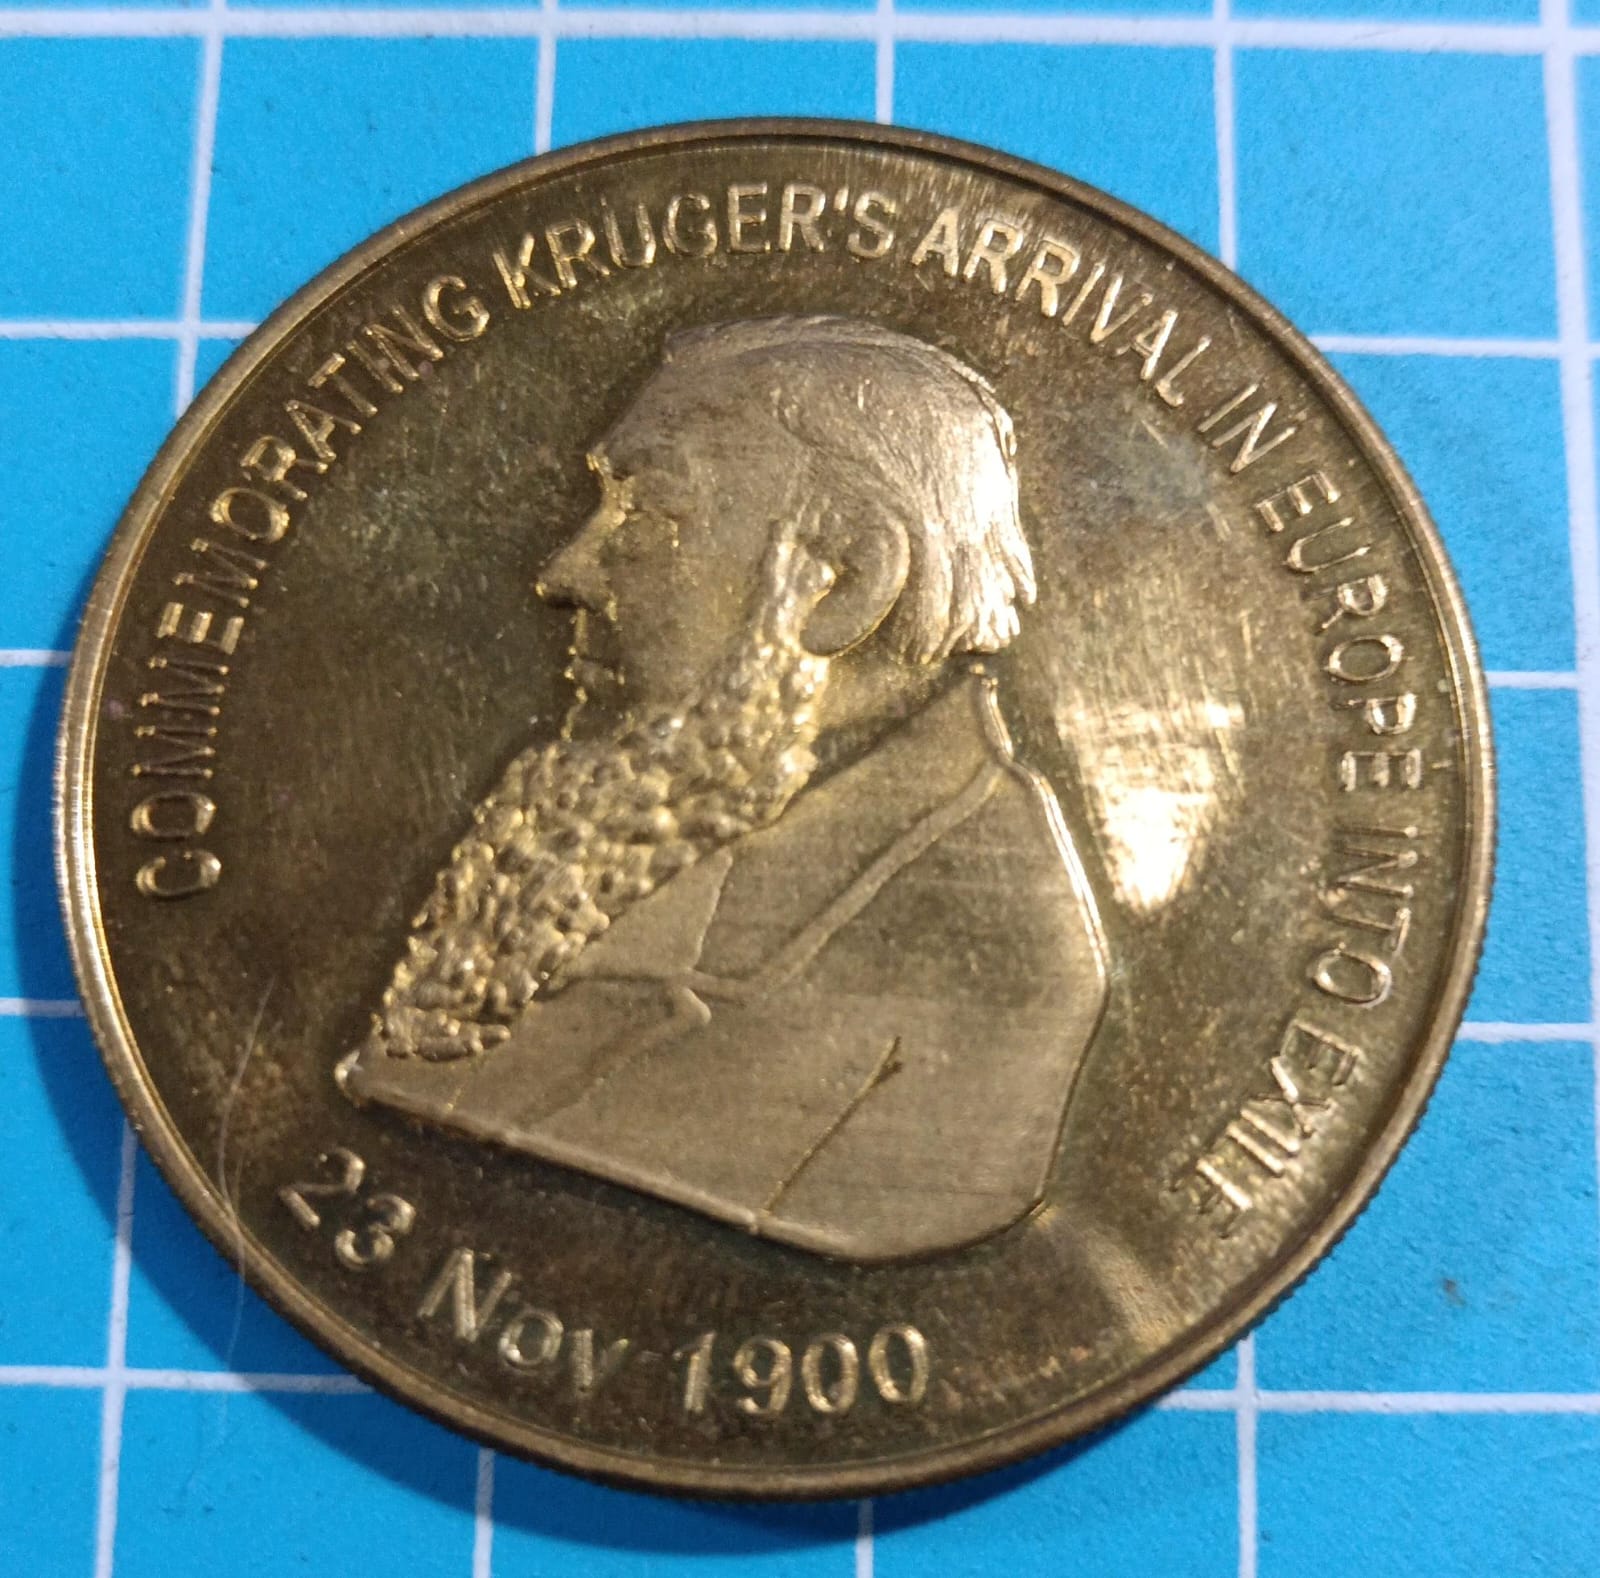 COMMEMORATING KRUGER'S ARRIVAL IN EUROPE INTO EXILE
23 Nov 1900